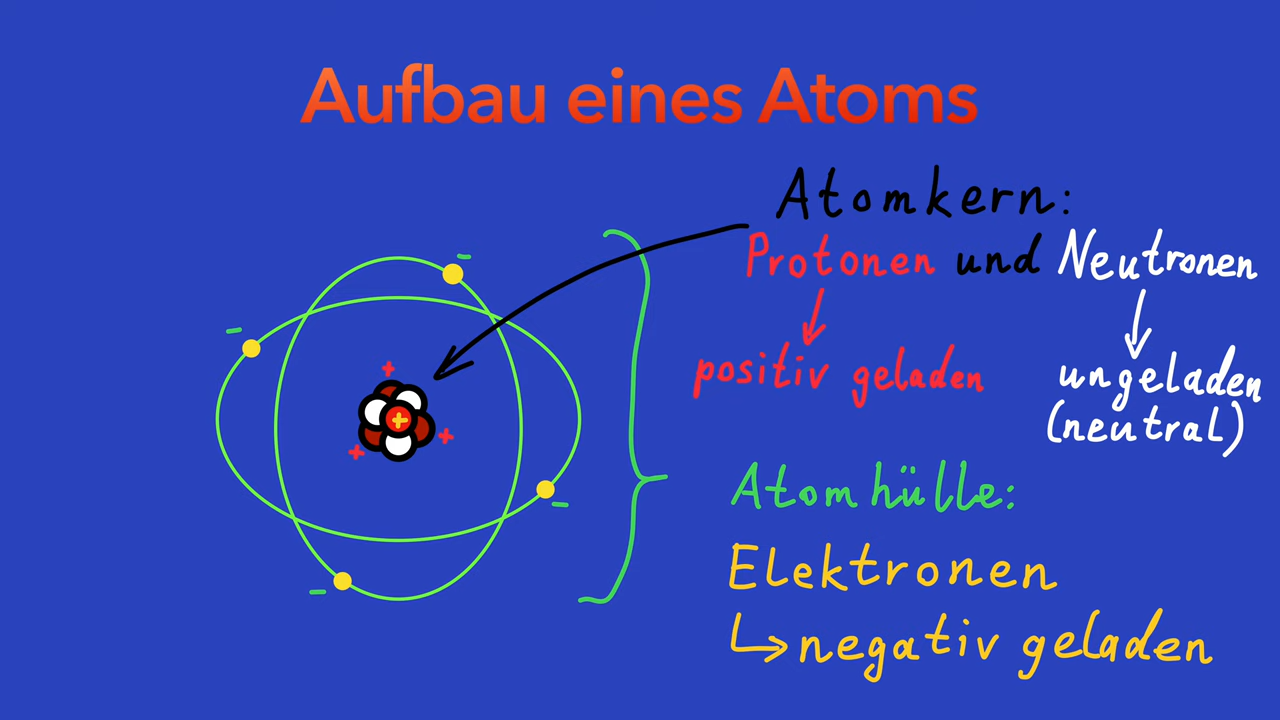 Aufbau eines Atoms
Atomkern:
Protonen und Neutronen
positiv geladen
ungeladen
(neutral)
Atomhülle:
Elektronen
negativ geladen